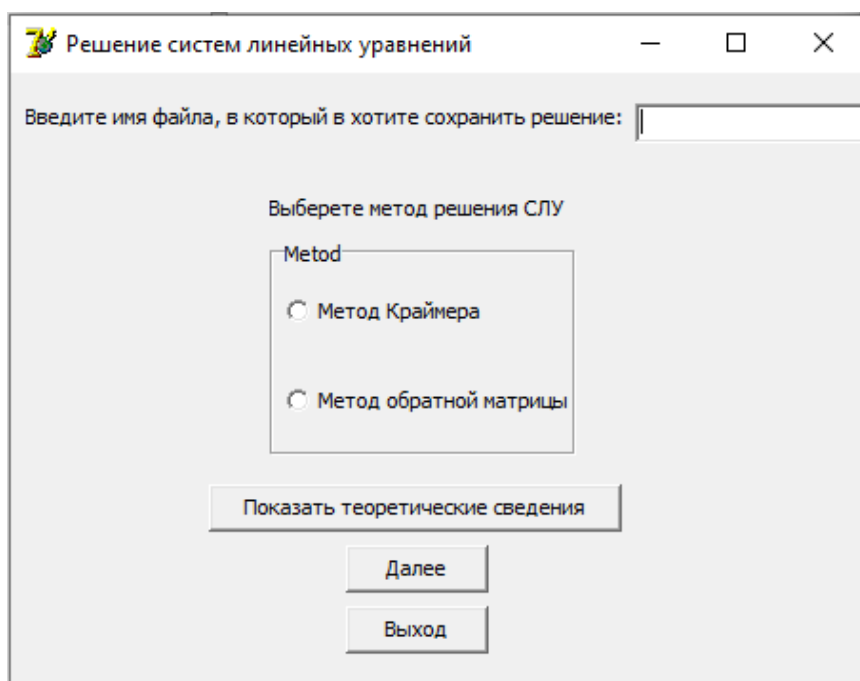 Решение систем линейных уравнений
Введите имя файла, в который в хотите сохранить решение:
Выберете метод решения СЛУ
Metod
Метод Краймера
Метод обратной матрицы
Показать теоретические сведения
Далее
Выход